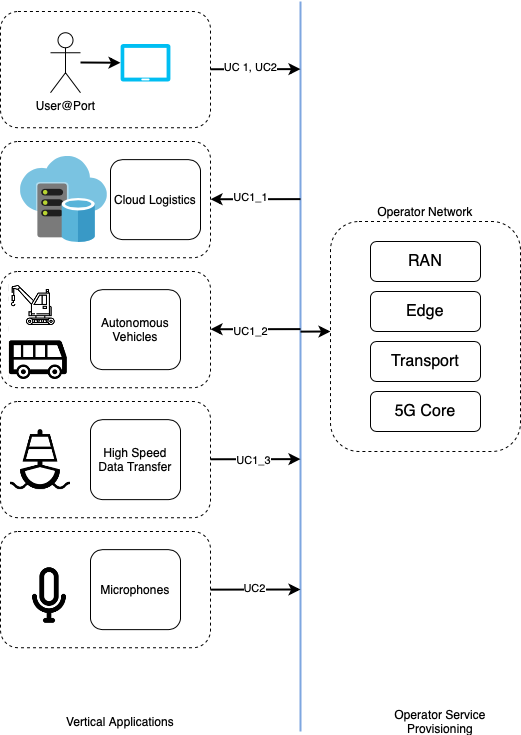 User@Port
UC 1, UC2
Cloud Logistics
UC1_1
Operator Network
RAN
Edge
Transport
5G Core
Autonomous
Vehicles
UC1_2
High Speed
Data Transfer
UC1_3
Microphones
UC2
Vertical Applications
Operator Service
Provisioning